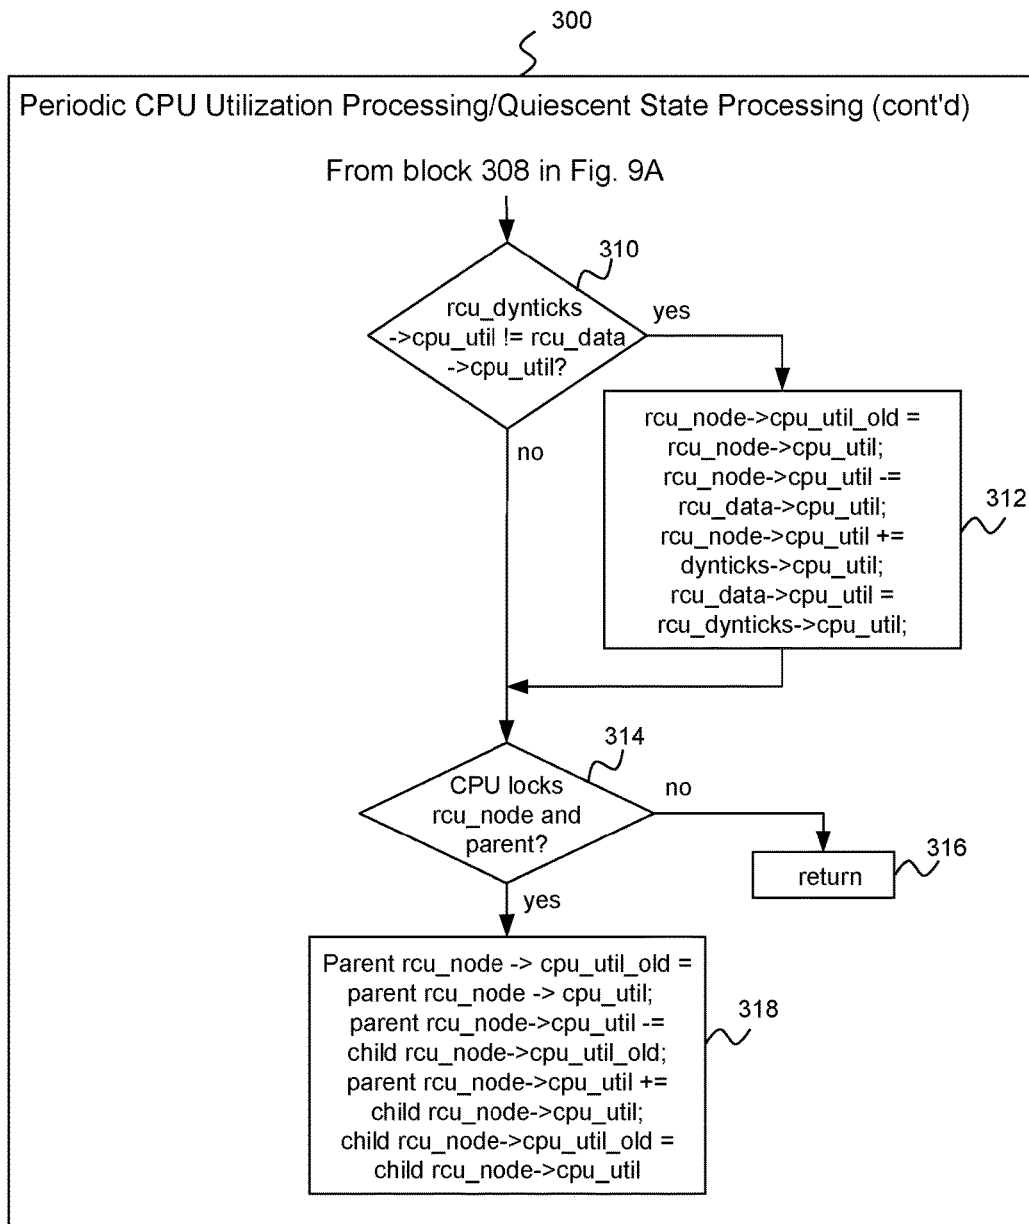 300
Periodic CPU Utilization Processing/Quiescent State Processing (cont'd)
From block 308 in Fig. 9A
310
rcu_dynticks
->cpu_util != rcu_data
->cpu_util?
yes
no
rcu_node->cpu_util_old =
rcu_node->cpu_util;
rcu_node->cpu_util -=
rcu_data->cpu_util;
rcu_node->cpu_util +=
dynticks->cpu_util;
rcu_data->cpu_util =
rcu_dynticks->cpu_util;
312
314
CPU locks
rcu_node and
parent?
no
316
return
yes
Parent rcu_node -> cpu_util_old =
parent rcu_node -> cpu_util;
parent rcu_node->cpu_util -=
child rcu_node->cpu_util_old;
parent rcu_node->cpu_util +=
child rcu_node->cpu_util;
child rcu_node->cpu_util_old =
child rcu_node->cpu_util
318